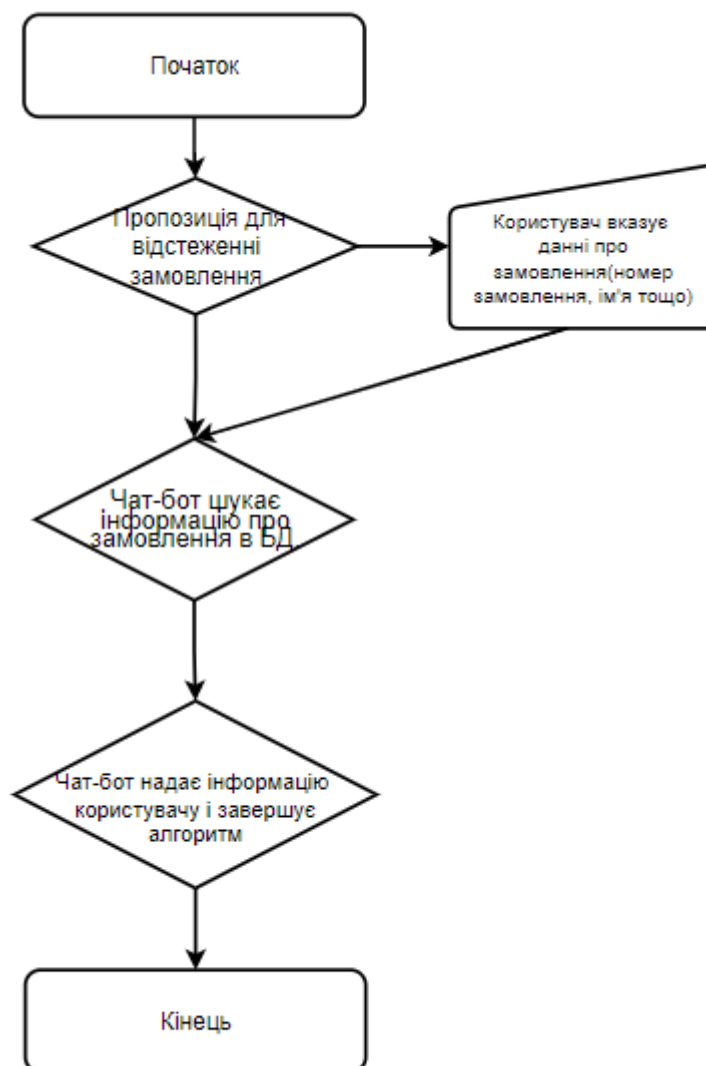 Початок
Пропозиція для
відстеженні
замовлення
Користувач вказує
данні про
замовлення(номер
замовлення, ім'я тощо)
Чат-бот шукає
інформацію про
замовлення в БД
Чат-бот надає інформацію
користувачу і завершує
алгоритм
Кінець